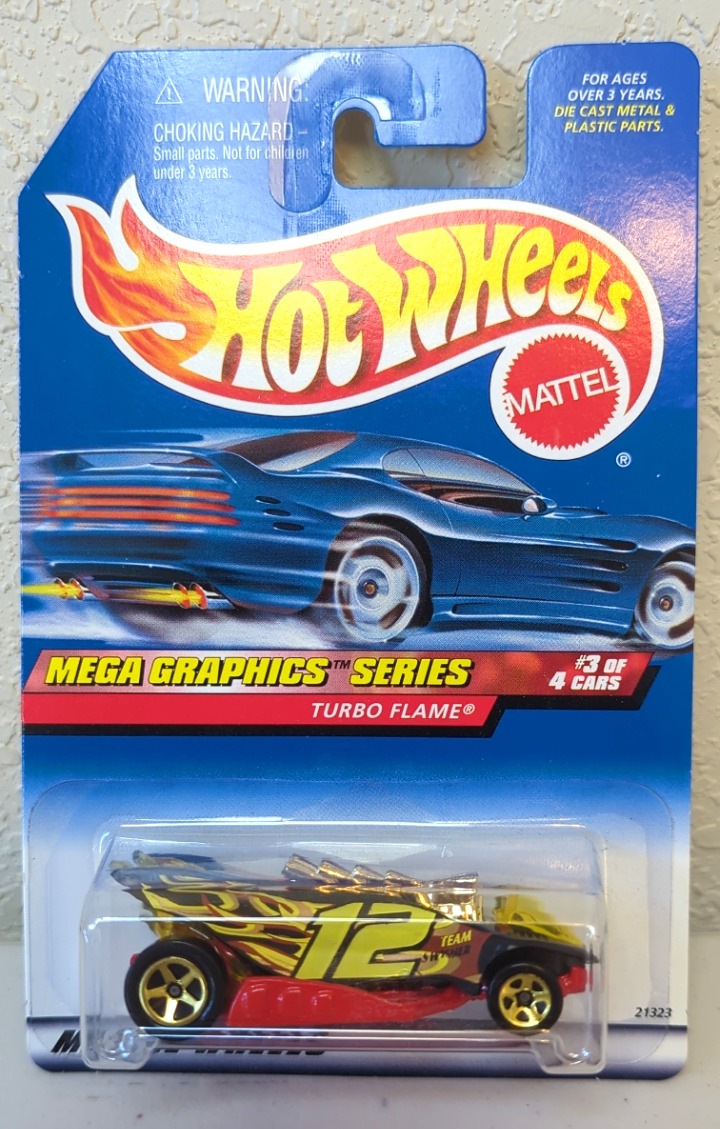 WARNING:
CHOKING HAZARD –
Small parts. Not for children
under 3 years.
FOR AGES
OVER 3 YEARS.
DIE CAST METAL &
PLASTIC PARTS.
HOT WHEELS
MATTEL
®
MEGA GRAPHICS™ SERIES
#3 OF
4 CARS
TURBO FLAME®
12
TEAM
21323